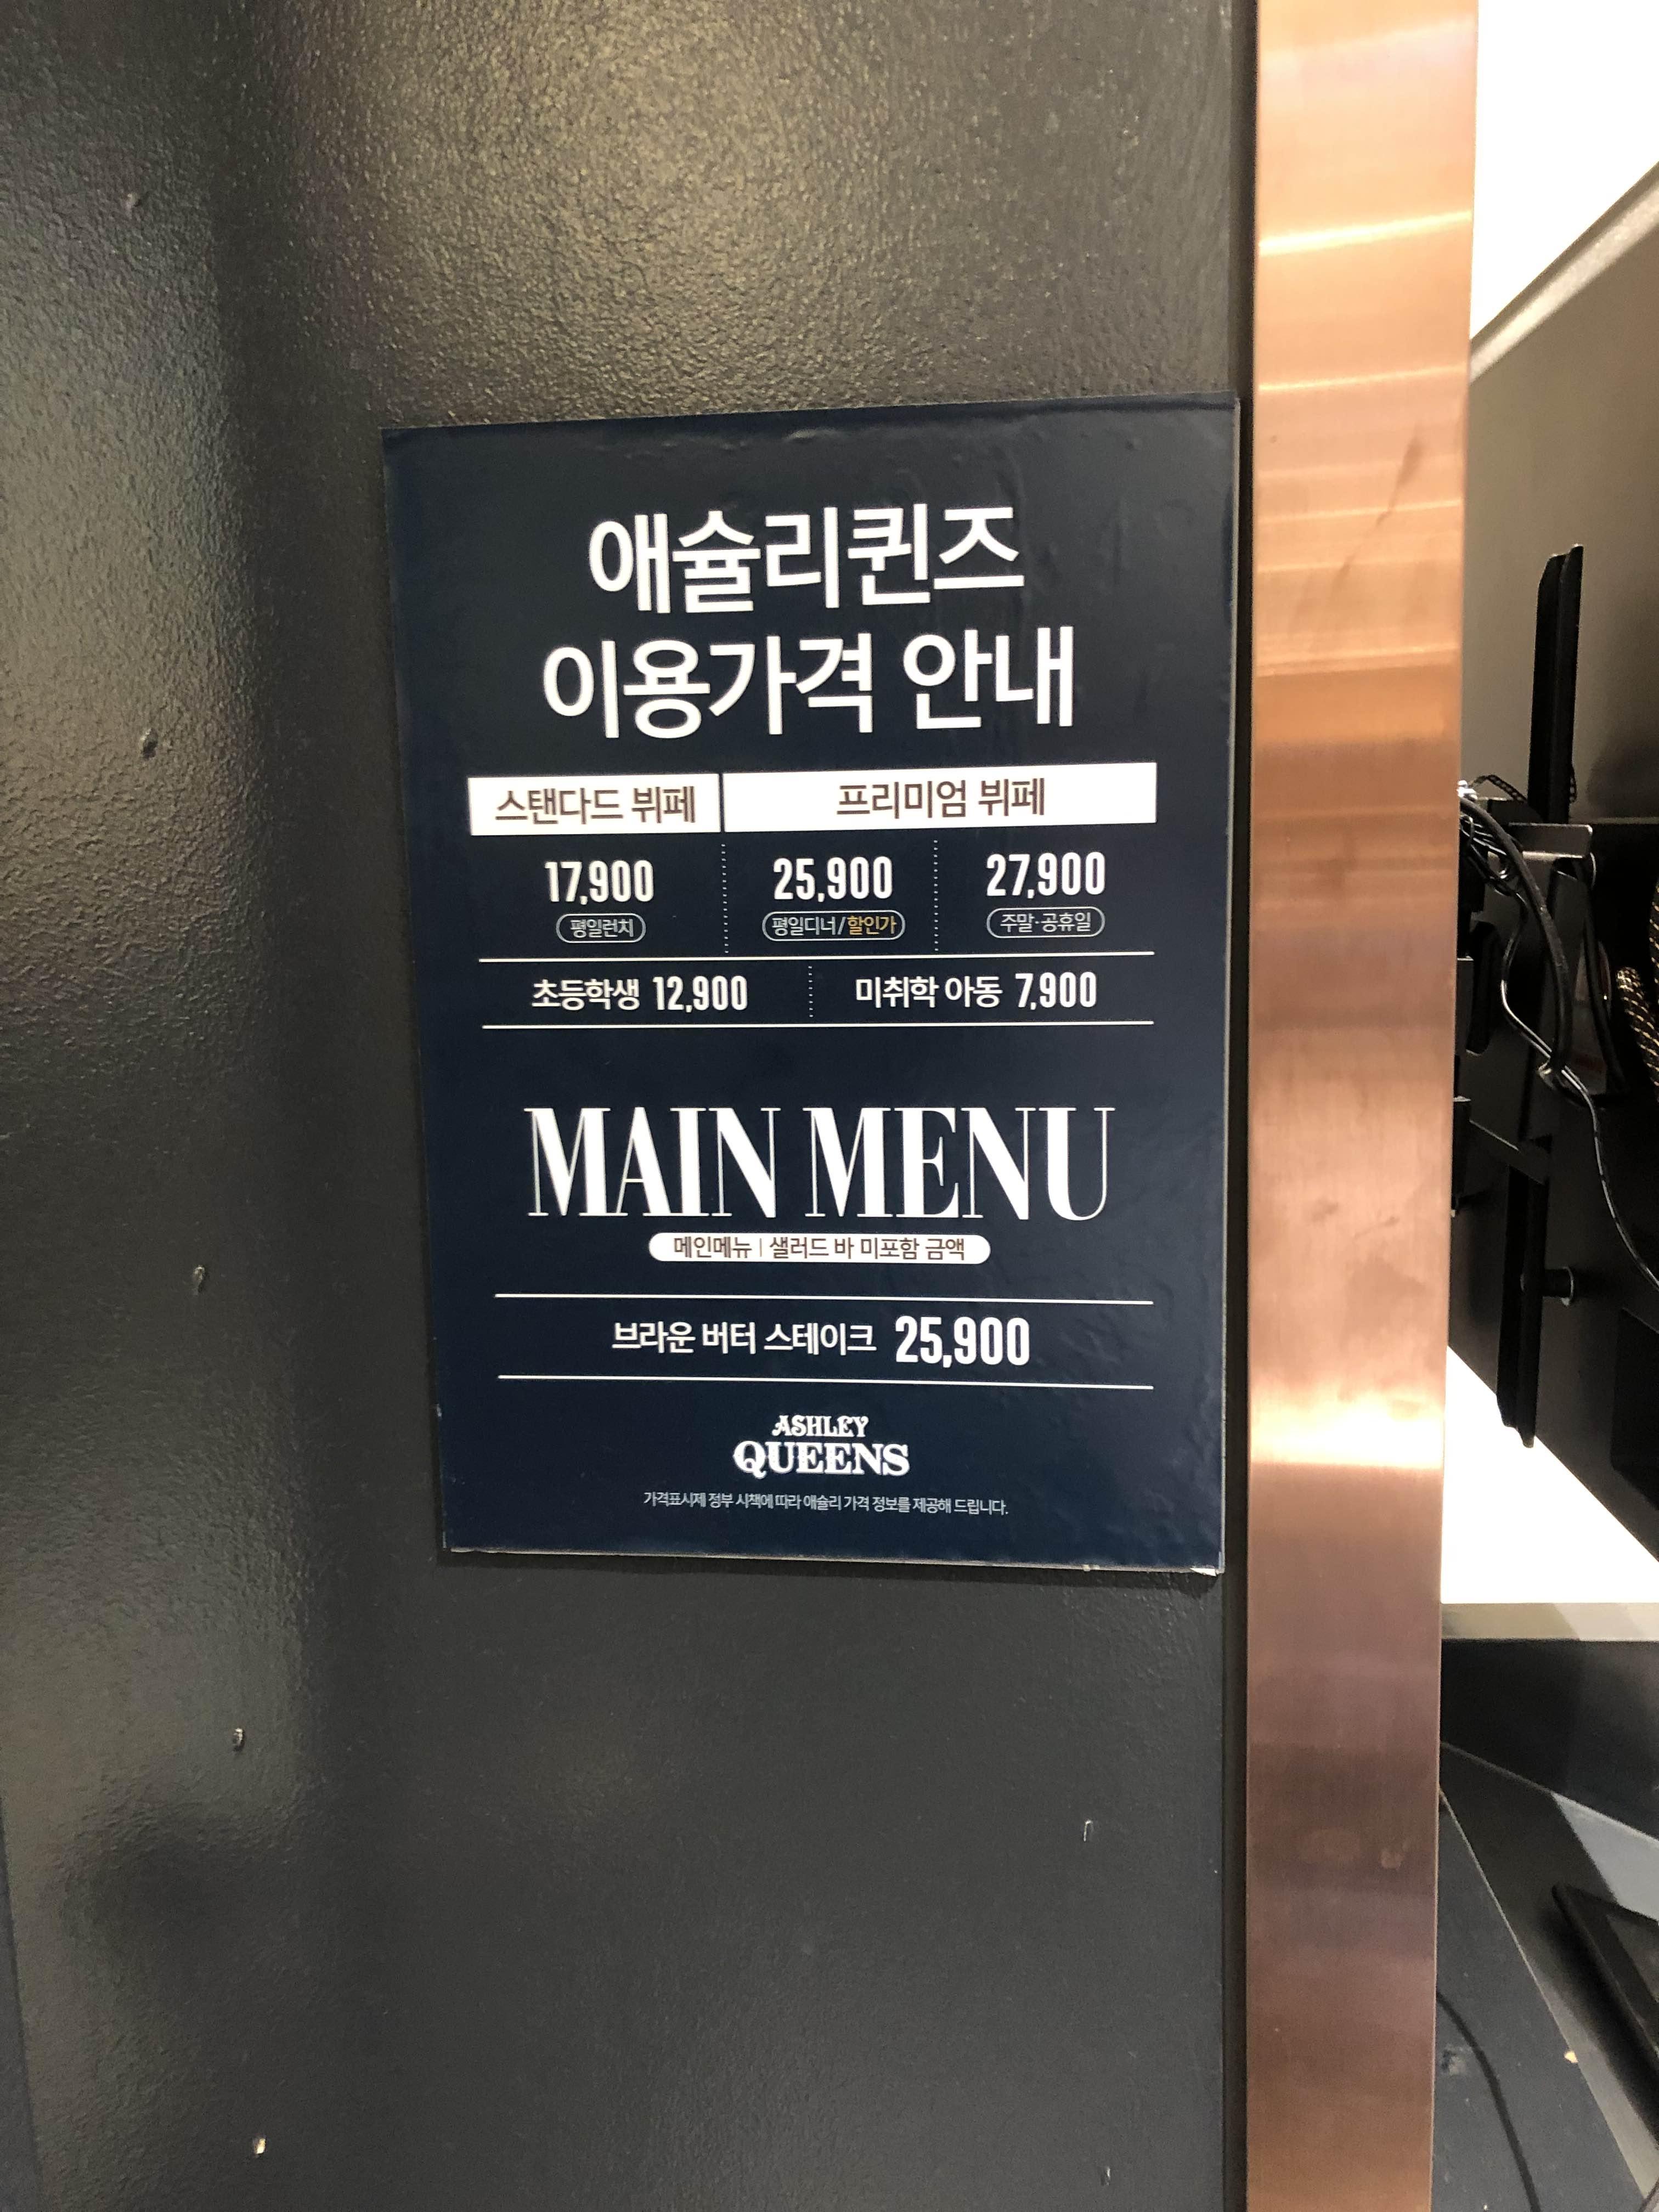 애슐리퀸즈
이용가격 안내
스탠다드 뷔페 프리미엄 뷔페
17,900 25,900 27,900
평일런치 평일디너/할인가 주말·공휴일
초등학생 12,900 미취학 아동 7,900
MAIN MENU
메인메뉴 | 샐러드 바 미포함 금액
브라운 버터 스테이크 25,900
ASHLEY
QUEENS
가격표시제 정부 시책에 따라 애슐리 가격 정보를 제공해 드립니다.